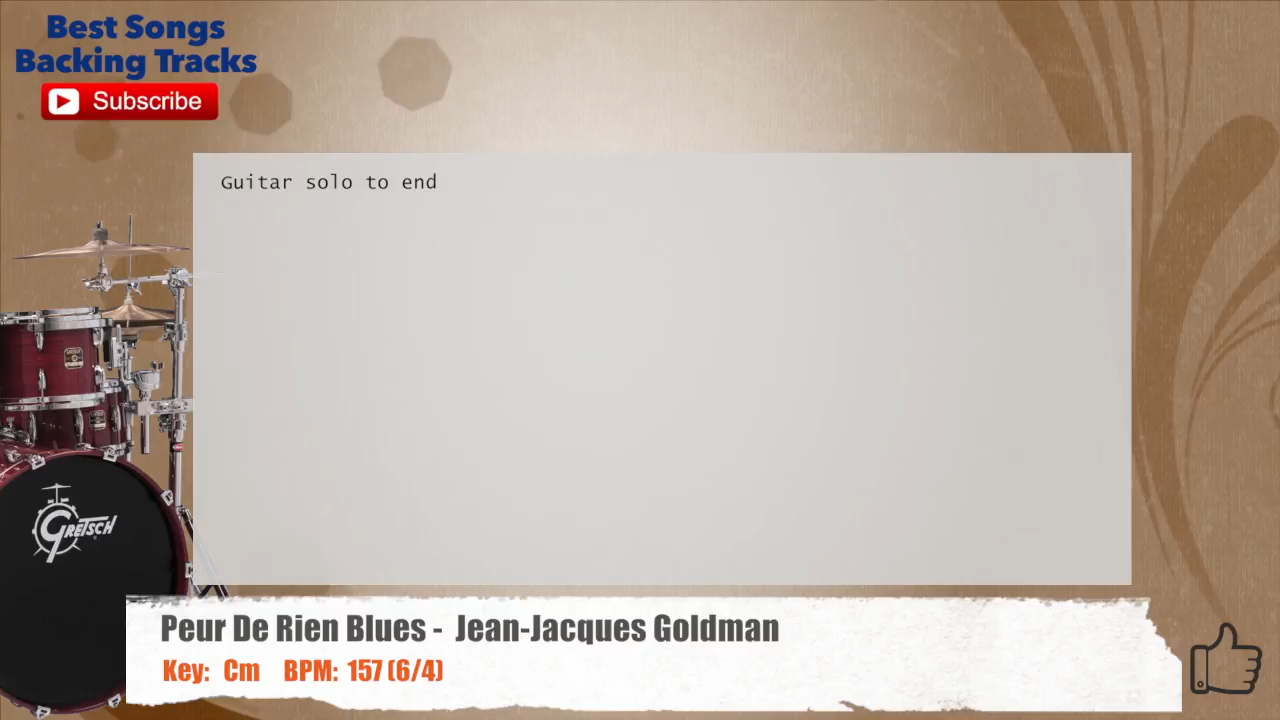 Best Songs
Backing Tracks
Subscribe
Guitar solo to end
GRETSCH
Peur De Rien Blues - Jean-Jacques Goldman
Key: Cm BPM: 157 (6/4)